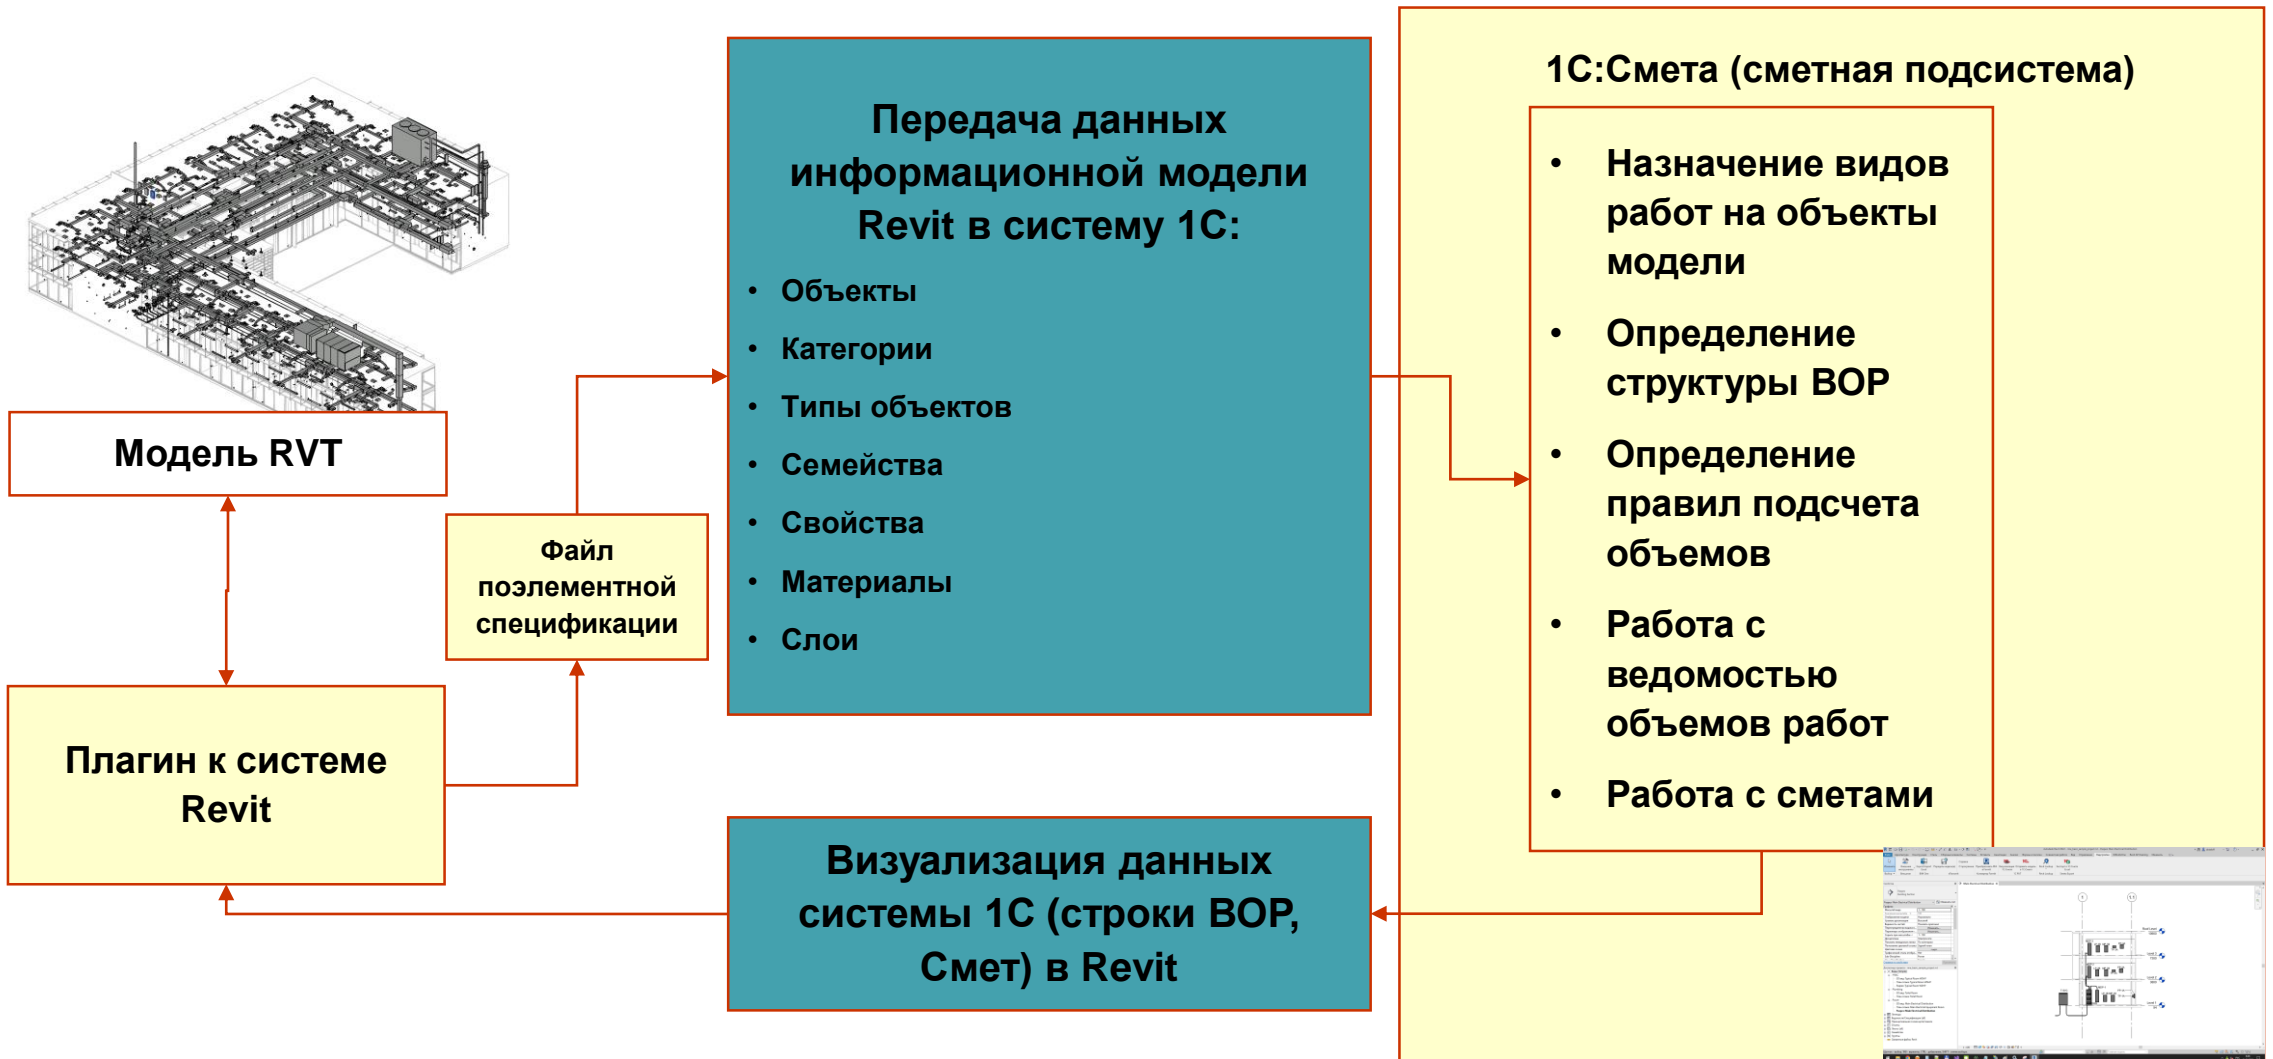 Модель RVT
Файл
поэлементной
спецификации
Плагин к системе
Revit
Передача данных
информационной модели
Revit в систему 1С:
• Объекты
• Категории
• Типы объектов
• Семейства
• Свойства
• Материалы
• Слои
Визуализация данных
системы 1С (строки ВОР,
Смет) в Revit
1С:Смета (сметная подсистема)
• Назначение видов
работ на объекты
модели
• Определение
структуры ВОР
• Определение
правил подсчета
объемов
• Работа с
ведомостью
объемов работ
• Работа с сметами